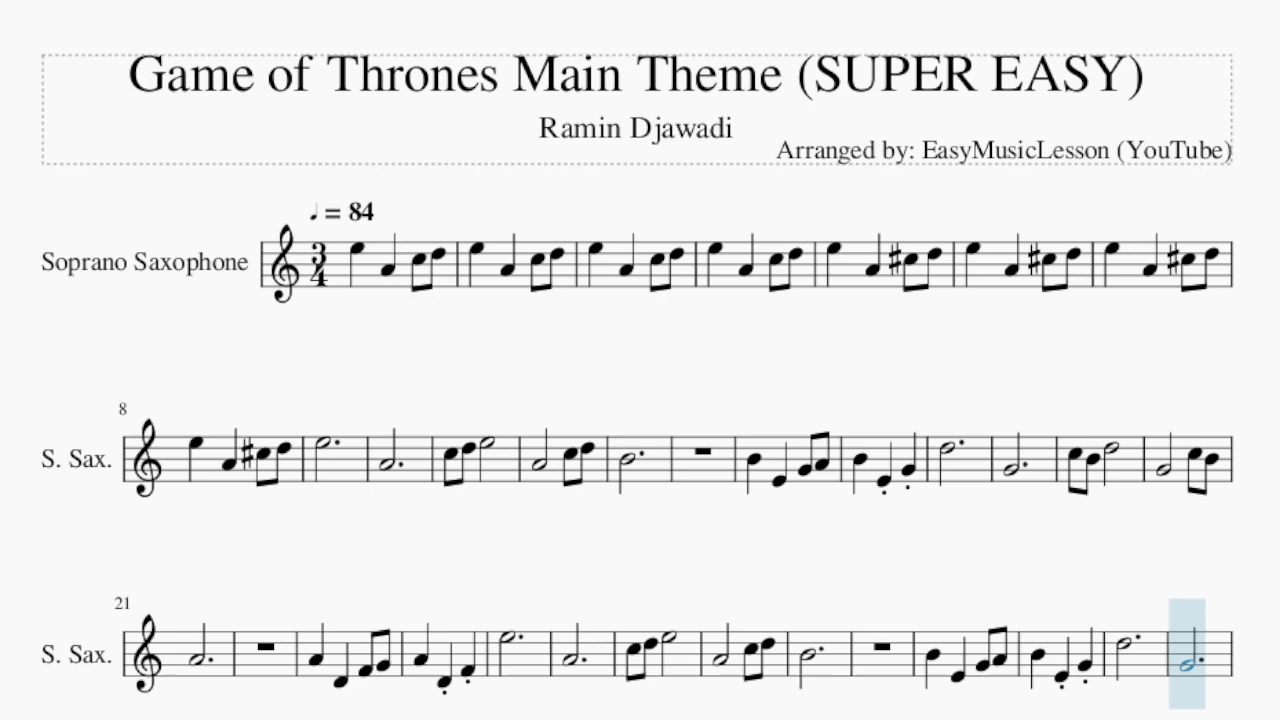 Game of Thrones Main Theme (SUPER EASY)
Ramin Djawadi
Arranged by: EasyMusicLesson (YouTube)
♩ = 84
Soprano Saxophone
3
4
8
S. Sax.
21
S. Sax.